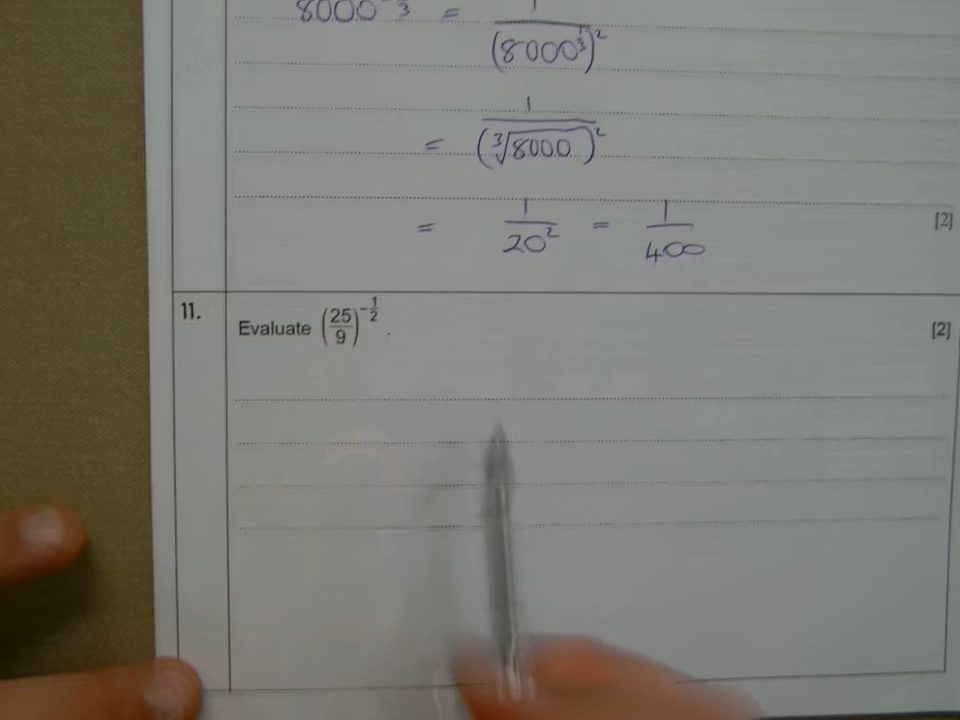 8000^(-2/3) = 1/(8000^(1/3))^2
= 1/(∛8000)^2
= 1/20^2 = 1/400 [2]
11. Evaluate (25/9)^(-1/2) . [2]